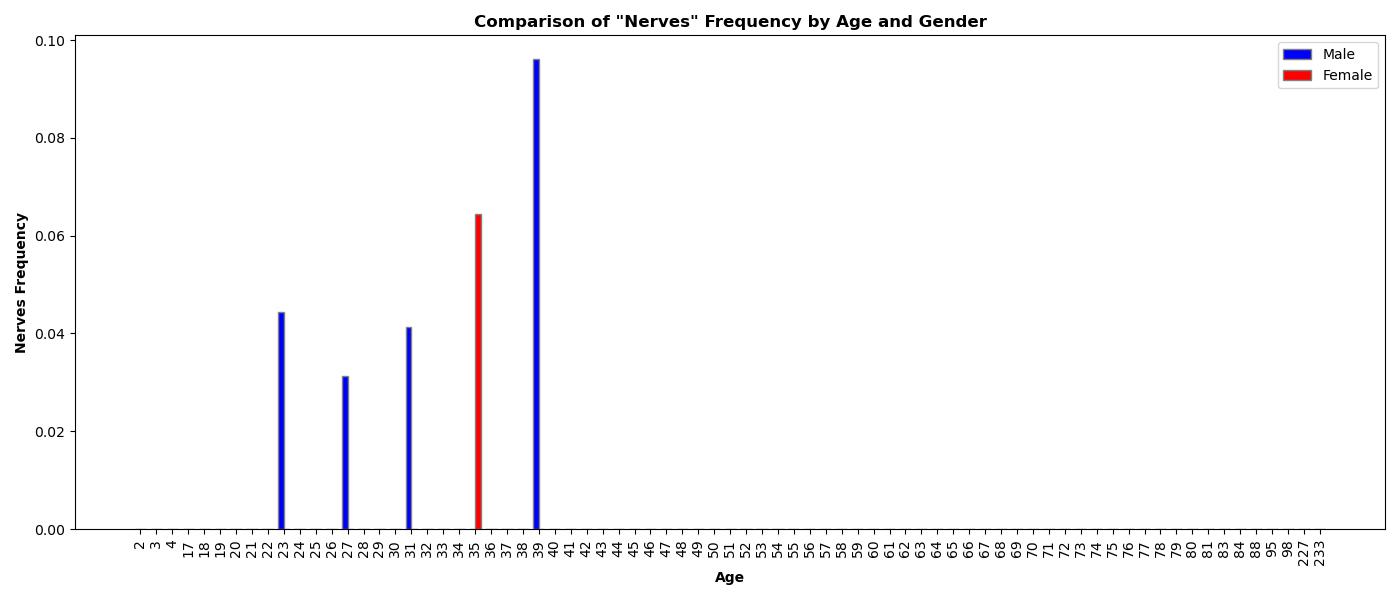 Comparison of "Nerves" Frequency by Age and Gender
Male
Female
0.10
0.08
0.06
0.04
0.02
0.00
Nerves Frequency
2 3 4 17 18 19 20 21 22 23 24 25 26 27 28 29 30 31 32 33 34 35 36 37 38 39 40 41 42 43 44 45 46 47 48 49 50 51 52 53 54 55 56 57 58 59 60 61 62 63 64 65 66 67 68 69 70 71 72 73 74 75 76 77 78 79 80 81 83 84 88 95 98 227 233
Age